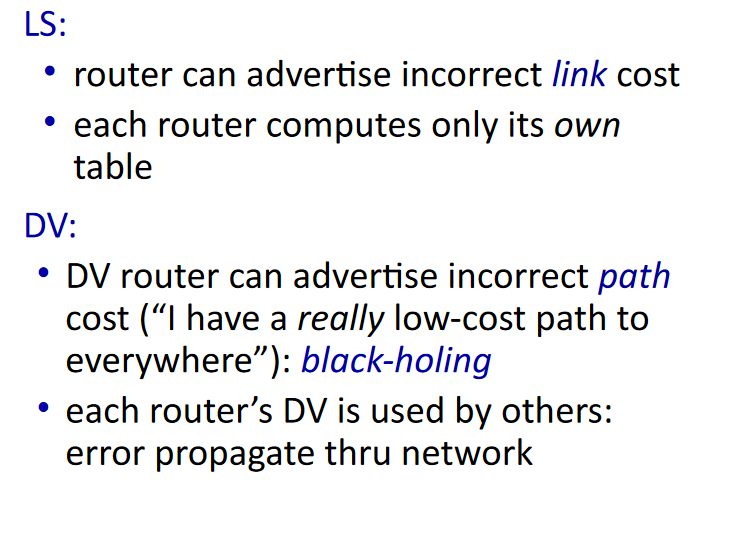 LS:
• router can advertise incorrect link cost
• each router computes only its own
table
DV:
• DV router can advertise incorrect path
cost (“I have a really low-cost path to
everywhere”): black-holing
• each router’s DV is used by others:
error propagate thru network